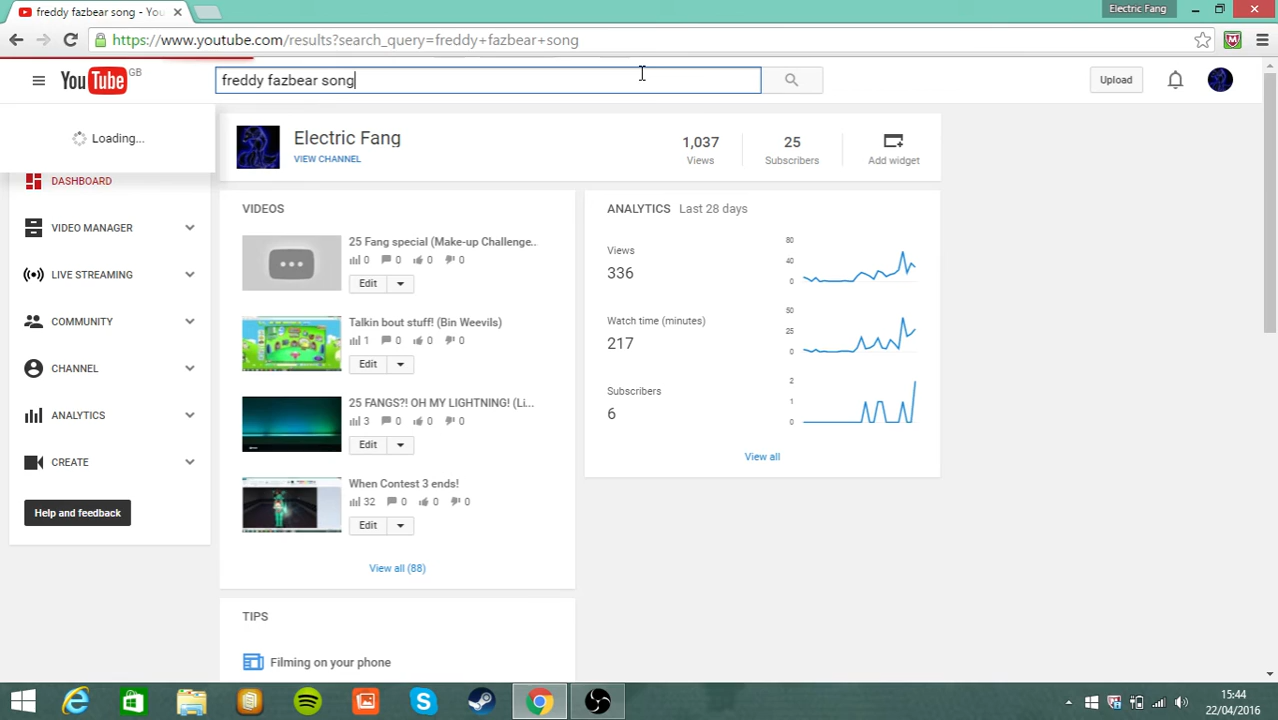 freddy fazbear song - You
Electric Fang
https://www.youtube.com/results?search_query=freddy+fazbear+song
YouTube GB
freddy fazbear song
Upload
Loading...
DASHBOARD
VIDEO MANAGER
LIVE STREAMING
COMMUNITY
CHANNEL
ANALYTICS
CREATE
Help and feedback
Electric Fang
VIEW CHANNEL
1,037
Views
25
Subscribers
Add widget
VIDEOS
25 Fang special (Make-up Challenge..
0 0 0 0
Edit
Talkin bout stuff! (Bin Weevils)
1 0 0 0
Edit
25 FANGS?! OH MY LIGHTNING! (Li...
3 0 0 0
Edit
When Contest 3 ends!
32 0 0 0
Edit
View all (88)
ANALYTICS Last 28 days
Views
336
80
40
0
Watch time (minutes)
217
50
25
0
Subscribers
6
2
1
0
View all
TIPS
Filming on your phone
15:44
22/04/2016